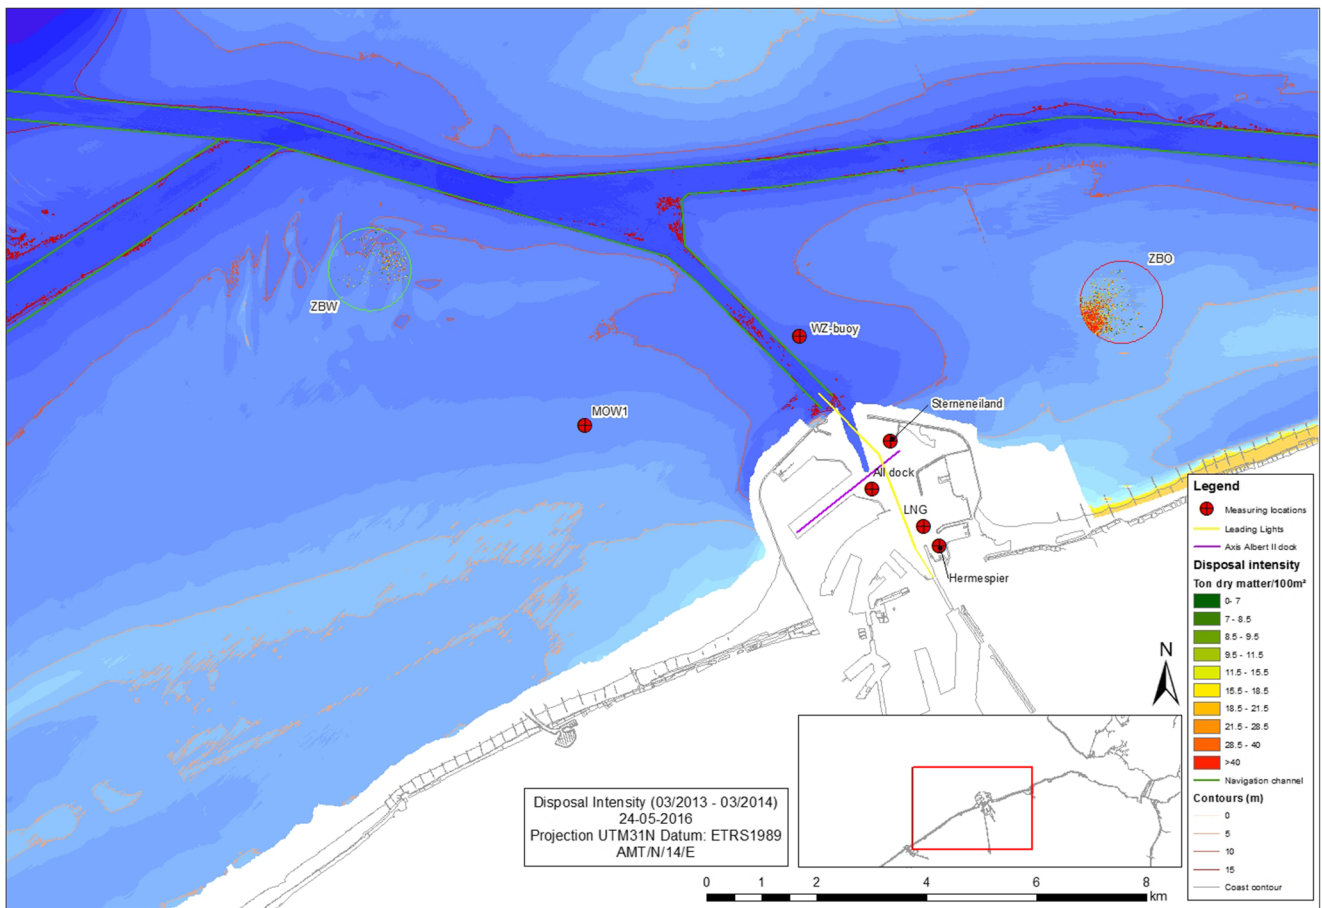 ZBO
ZBW
WZ-buoy
MOW1
Sterneneiland
AII dock
LNG
Hermespier
Legend
Measuring locations
Leading Lights
Axis Albert II dock
Disposal intensity
Ton dry matter/100m²
0- 7
7 - 8.5
8.5 - 9.5
9.5 - 11.5
11.5 - 15.5
15.5 - 18.5
18.5 - 21.5
21.5 - 28.5
28.5 - 40
>40
Navigation channel
Contours (m)
0
5
10
15
Coast contour
N
Disposal Intensity (03/2013 - 03/2014)
24-05-2016
Projection UTM31N Datum: ETRS1989
AMT/N/14/E
0 1 2 4 6 8
km